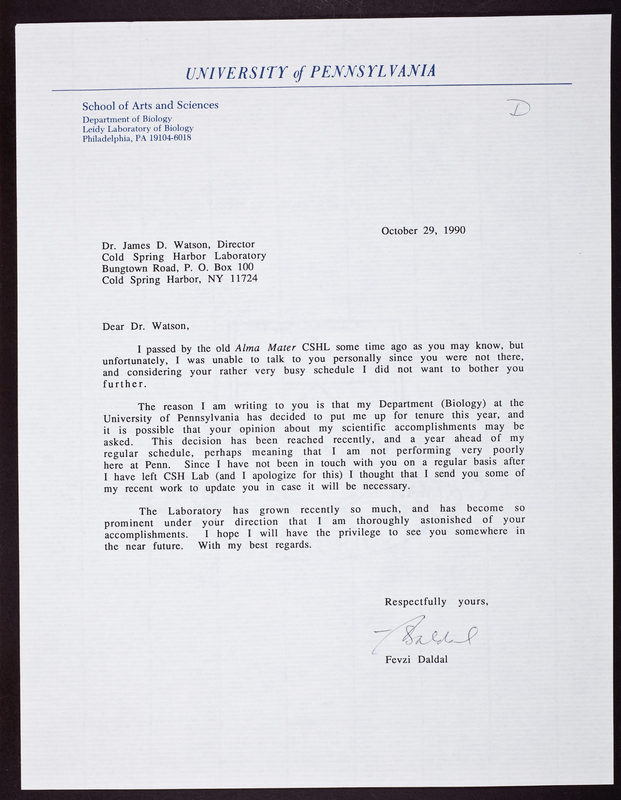 UNIVERSITY of PENNSYLVANIA
School of Arts and Sciences
Department of Biology
Leidy Laboratory of Biology
Philadelphia, PA 19104-6018
D
October 29, 1990
Dr. James D. Watson, Director
Cold Spring Harbor Laboratory
Bungtown Road, P. O. Box 100
Cold Spring Harbor, NY 11724
Dear Dr. Watson,
I passed by the old Alma Mater CSHL some time ago as you may know, but
unfortunately, I was unable to talk to you personally since you were not there,
and considering your rather very busy schedule I did not want to bother you
further.
The reason I am writing to you is that my Department (Biology) at the
University of Pennsylvania has decided to put me up for tenure this year, and
it is possible that your opinion about my scientific accomplishments may be
asked. This decision has been reached recently, and a year ahead of my
regular schedule, perhaps meaning that I am not performing very poorly
here at Penn. Since I have not been in touch with you on a regular basis after
I have left CSH Lab (and I apologize for this) I thought that I send you some of
my recent work to update you in case it will be necessary.
The Laboratory has grown recently so much, and has become so
prominent under your direction that I am thoroughly astonished of your
accomplishments. I hope I will have the privilege to see you somewhere in
the near future. With my best regards.
Respectfully yours,
F Daldal
Fevzi Daldal